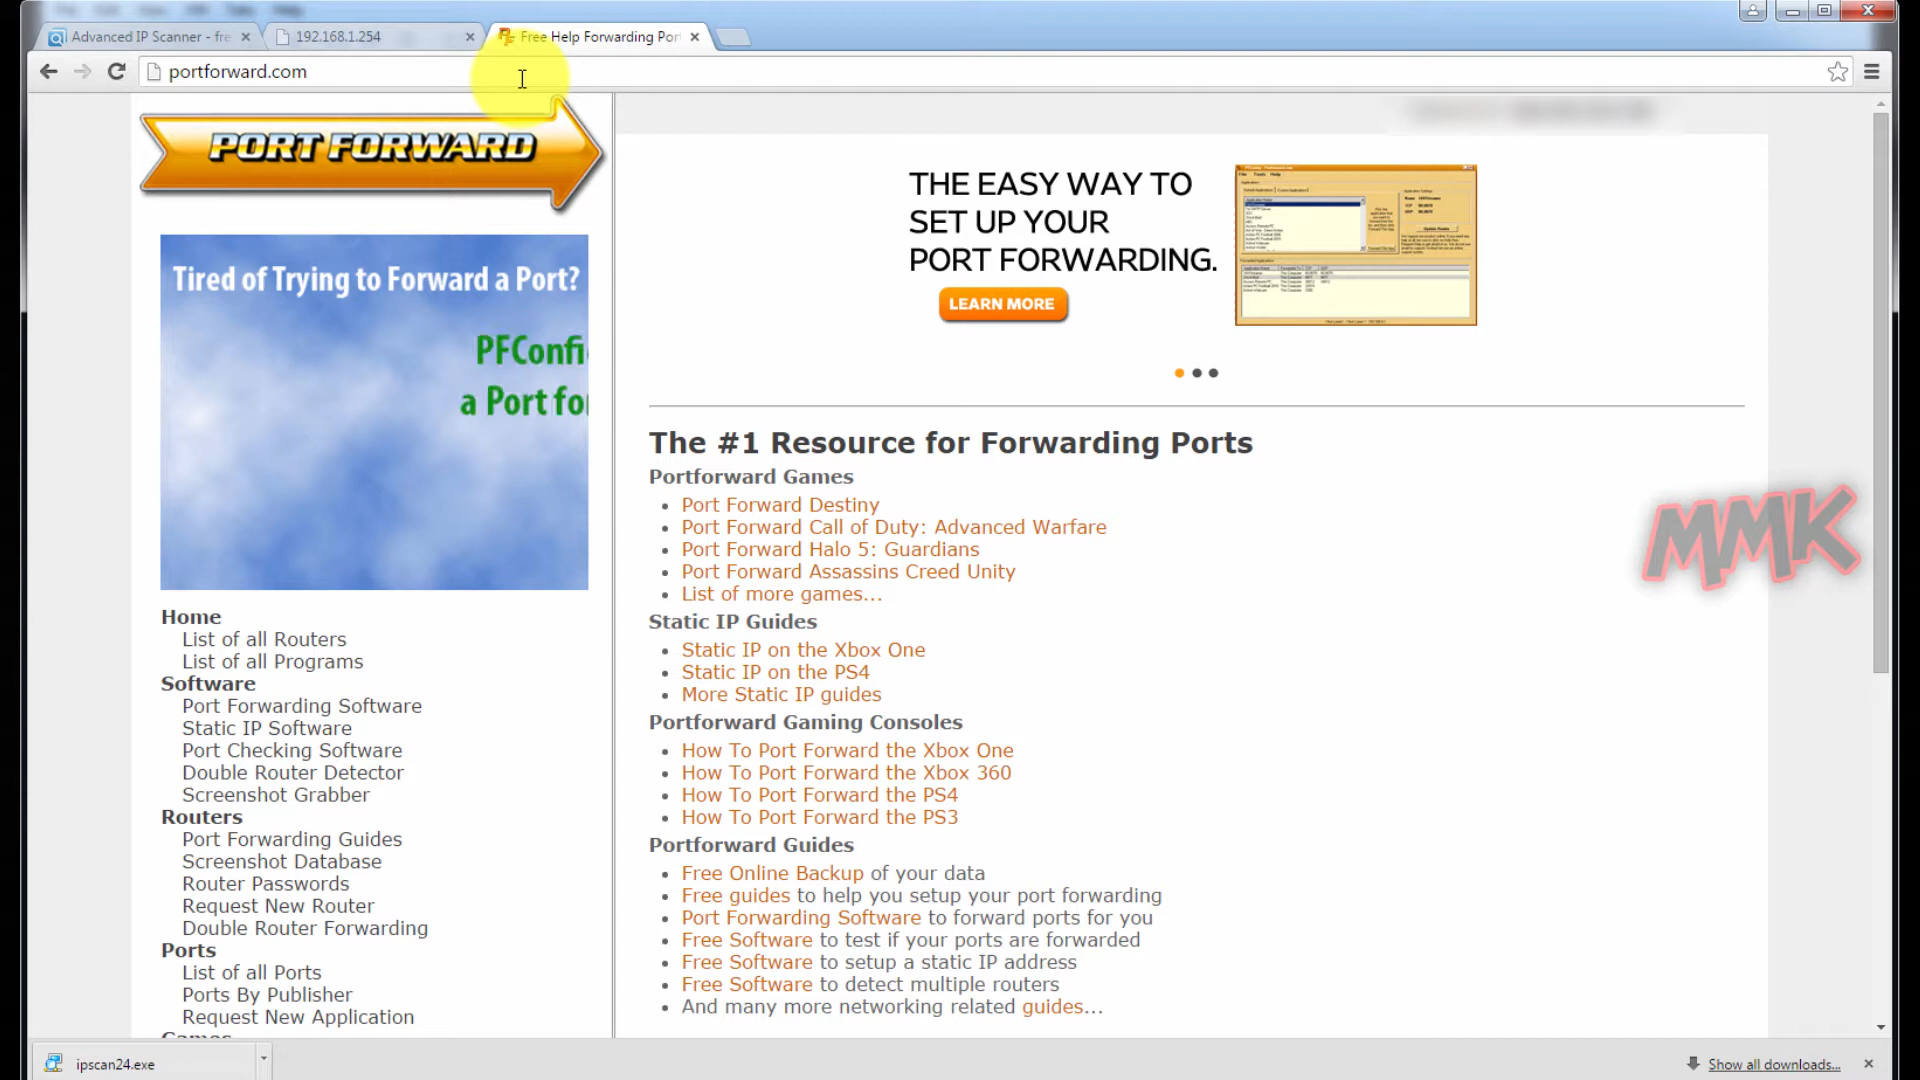 Advanced IP Scanner - fre
192.168.1.254
Free Help Forwarding Por
portforward.com
PORT FORWARD
THE EASY WAY TO
SET UP YOUR
PORT FORWARDING.
LEARN MORE
Tired of Trying to Forward a Port?
PFConfi
a Port fo
The #1 Resource for Forwarding Ports
Portforward Games
• Port Forward Destiny
• Port Forward Call of Duty: Advanced Warfare
• Port Forward Halo 5: Guardians
• Port Forward Assassins Creed Unity
• List of more games...
Static IP Guides
• Static IP on the Xbox One
• Static IP on the PS4
• More Static IP guides
Portforward Gaming Consoles
• How To Port Forward the Xbox One
• How To Port Forward the Xbox 360
• How To Port Forward the PS4
• How To Port Forward the PS3
Portforward Guides
• Free Online Backup of your data
• Free guides to help you setup your port forwarding
• Port Forwarding Software to forward ports for you
• Free Software to test if your ports are forwarded
• Free Software to setup a static IP address
• Free Software to detect multiple routers
• And many more networking related guides...
Home
List of all Routers
List of all Programs
Software
Port Forwarding Software
Static IP Software
Port Checking Software
Double Router Detector
Screenshot Grabber
Routers
Port Forwarding Guides
Screenshot Database
Router Passwords
Request New Router
Double Router Forwarding
Ports
List of all Ports
Ports By Publisher
Request New Application
Games
MMK
ipscan24.exe
Show all downloads...